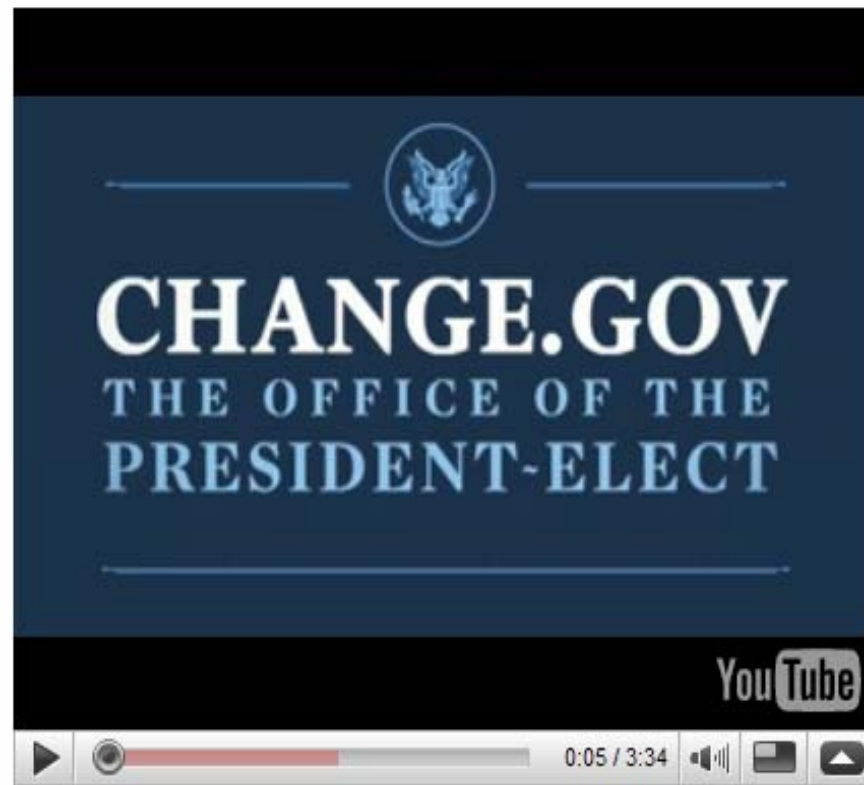 CHANGE.GOV
THE OFFICE OF THE
PRESIDENT-ELECT
YouTube
0:05 / 3:34